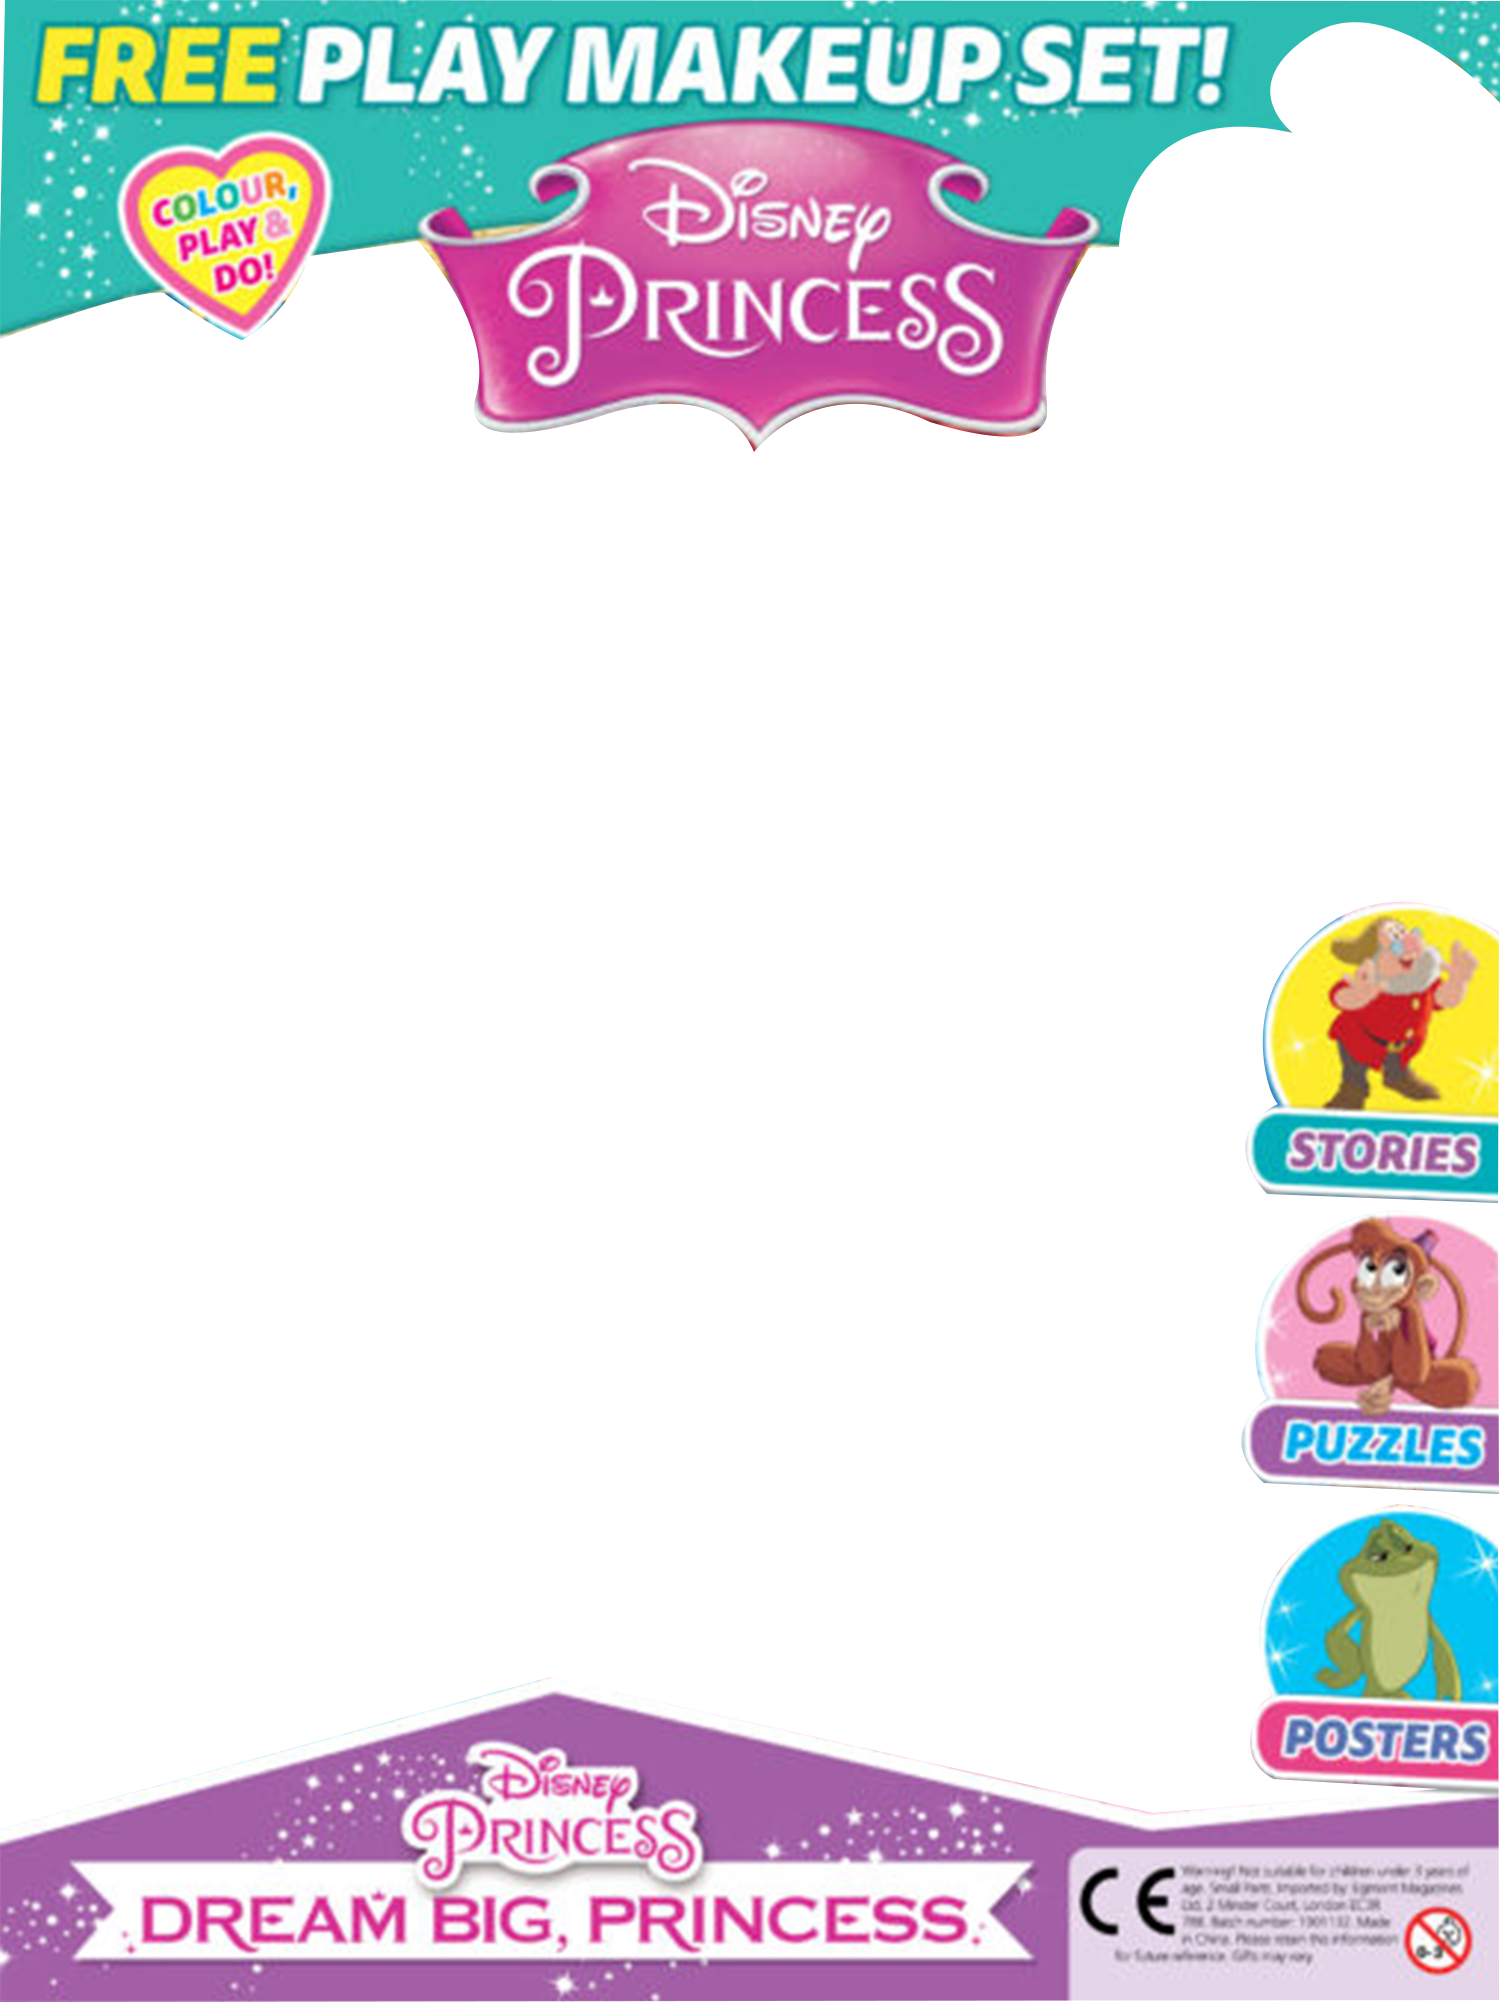 FREE PLAY MAKEUP SET!
COLOUR,
PLAY &
DO!
Disney
PRINCESS
STORIES
PUZZLES
POSTERS
Disney
PRINCESS
DREAM BIG, PRINCESS.
CE
Warning! Not suitable for children under 3 years of
age. Small Parts. Imported by: Egmont Magazines
Ltd, 2 Minster Court, London EC3R
7BB. Batch number: 1901132. Made
in China. Please retain this information
for future reference. Gifts may vary.
0-3